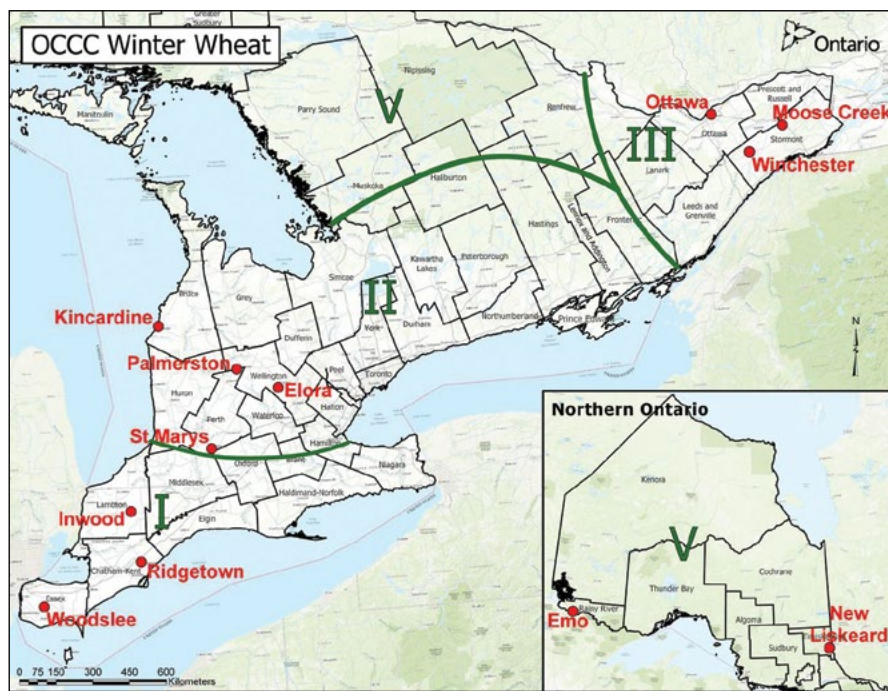 OCCC Winter Wheat
Ontario
Greater
Sudbury
Nipissing
Parry Sound
V
Manitoulin
Renfrew
Ottawa
Prescott and
Russell
Moose Creek
Ottawa
Stormont
III
Winchester
Lanark
Muskoka
Haliburton
Leeds and
Grenville
Frontenac
Lennox and Addington
Hastings
Peterborough
Kawartha
Lakes
Simcoe
Bruce
Grey
II
York
Durham
Northumberland
Prince Edward
Kincardine
Dufferin
N
Palmerston
Wellington
Peel
Toronto
Elora
Huron
Halton
Waterloo
Perth
St Marys
Hamilton
Oxford
Brant
Niagara
Middlesex
Haldimand-Norfolk
Lambton
I
Elgin
Inwood
Chatham-Kent
Ridgetown
Essex
Woodslee
0 75 150 300 450 600
Kilometers
Northern Ontario
Kenora
V
Cochrane
Thunder Bay
Rainy River
Emo
Algoma
New
Liskeard
Sudbury